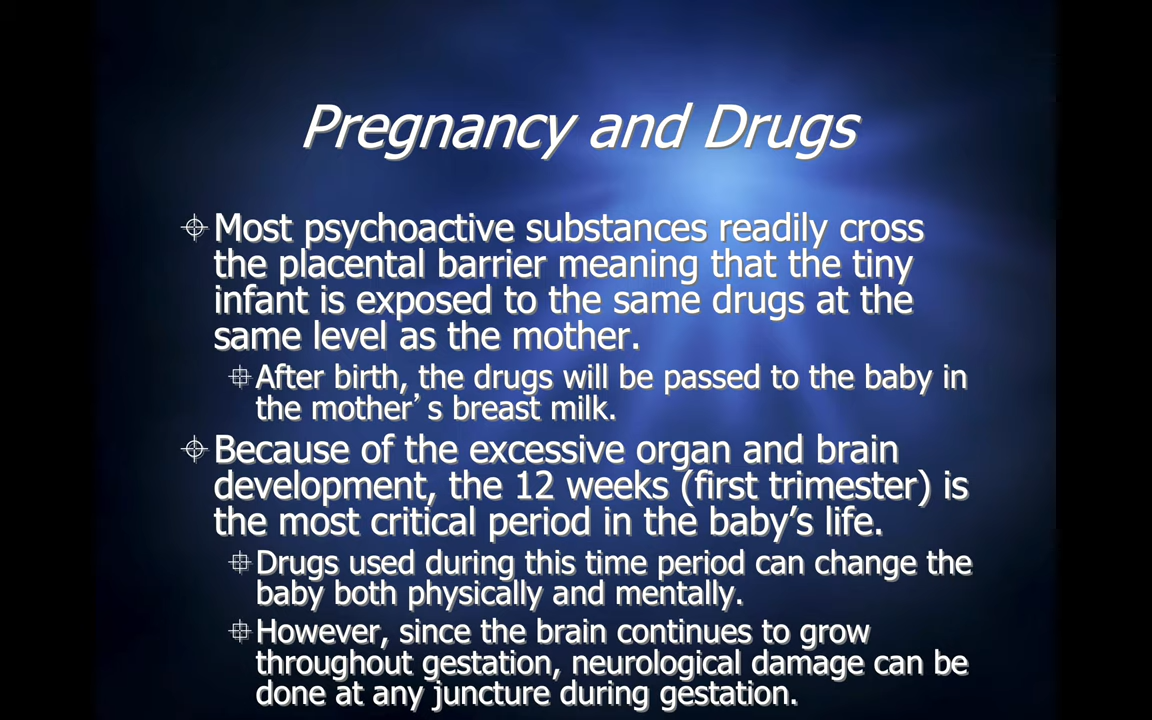 Pregnancy and Drugs
Most psychoactive substances readily cross
the placental barrier meaning that the tiny
infant is exposed to the same drugs at the
same level as the mother.
After birth, the drugs will be passed to the baby in
the mother’s breast milk.
Because of the excessive organ and brain
development, the 12 weeks (first trimester) is
the most critical period in the baby’s life.
Drugs used during this time period can change the
baby both physically and mentally.
However, since the brain continues to grow
throughout gestation, neurological damage can be
done at any juncture during gestation.